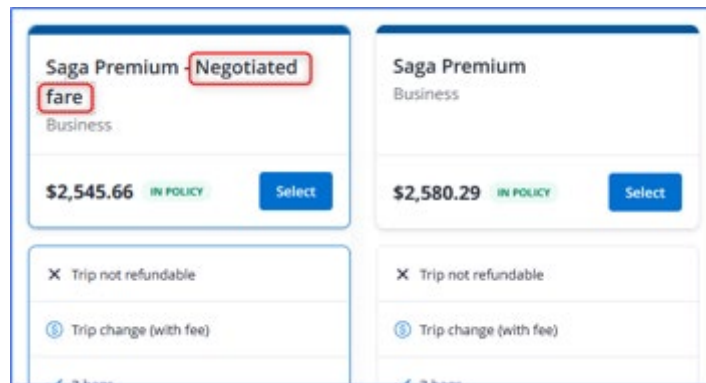 Saga Premium - Negotiated
fare
Business
$2,545.66 IN POLICY Select
Trip not refundable
Trip change (with fee)
Saga Premium
Business
$2,580.29 IN POLICY Select
Trip not refundable
Trip change (with fee)